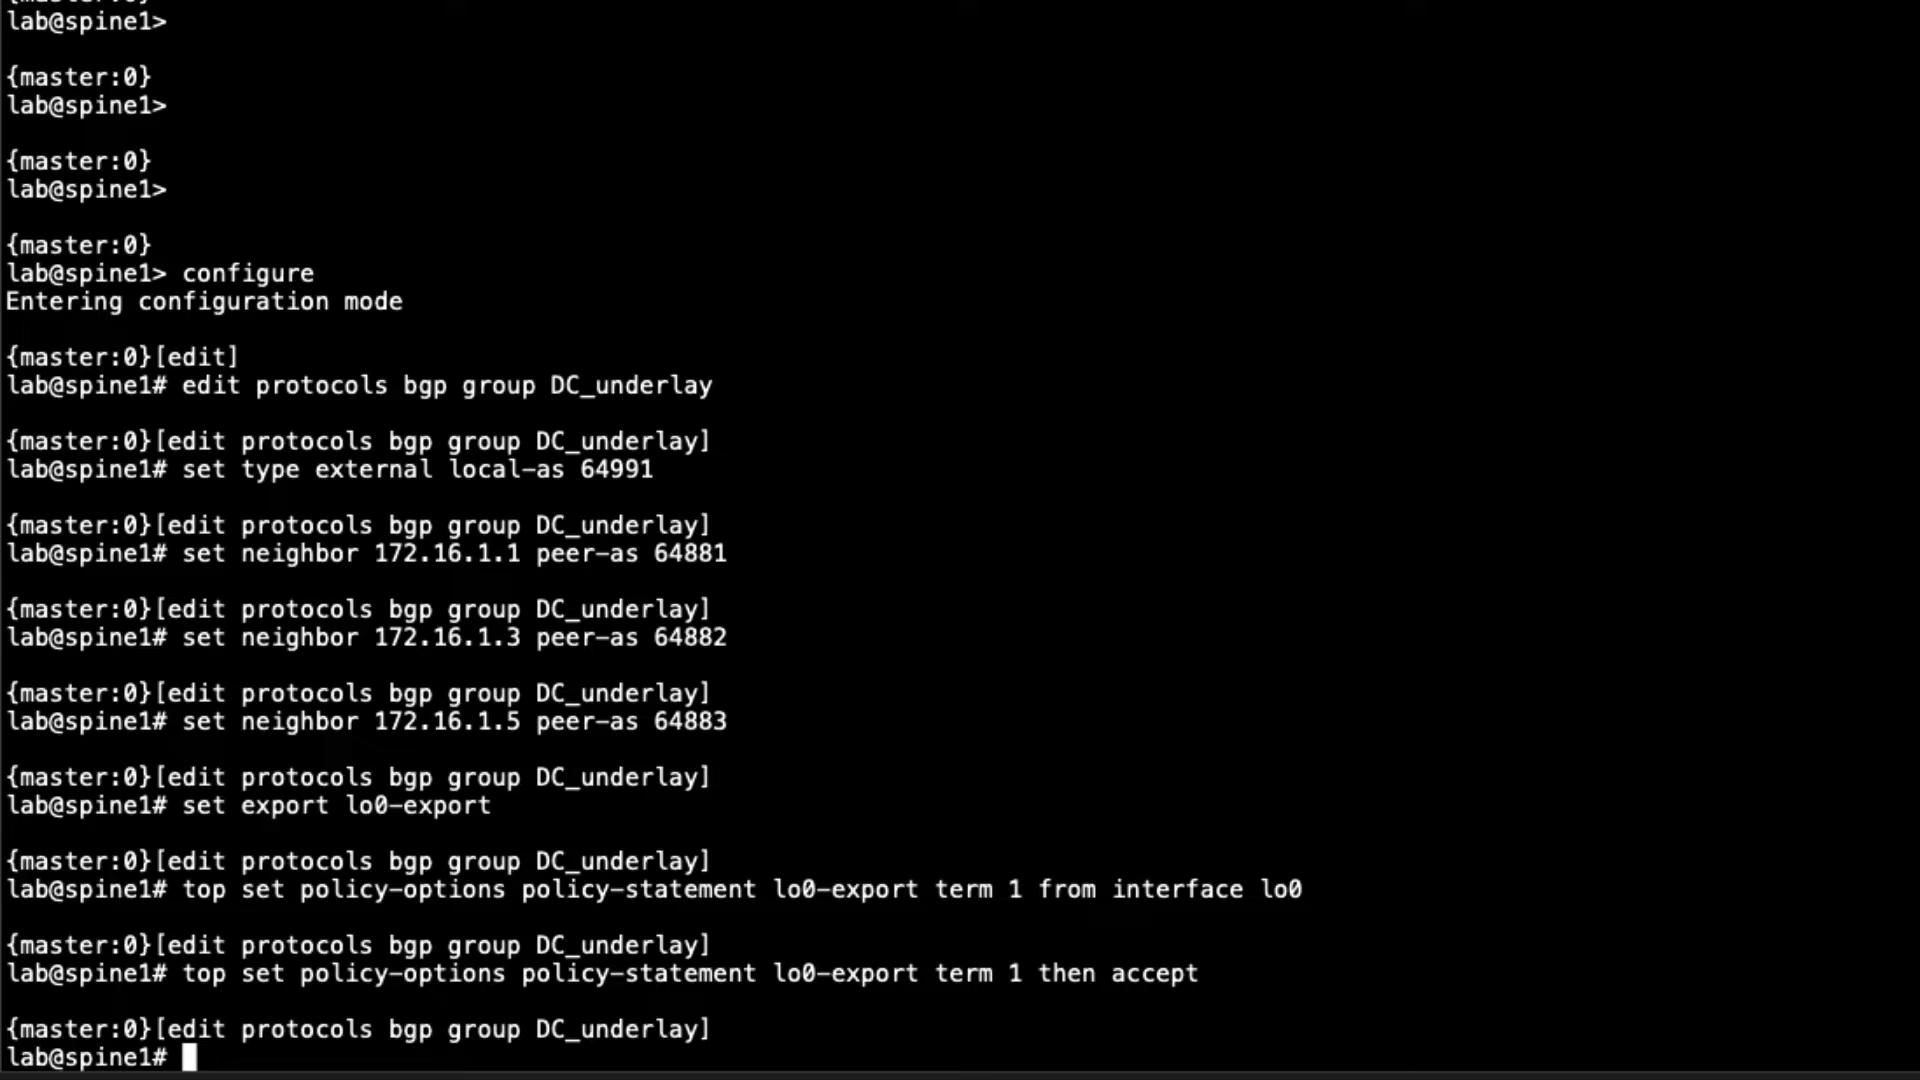 {master:0}
lab@spine1>
{master:0}
lab@spine1>
{master:0}
lab@spine1>
{master:0}
lab@spine1> configure
Entering configuration mode
{master:0}[edit]
lab@spine1# edit protocols bgp group DC_underlay
{master:0}[edit protocols bgp group DC_underlay]
lab@spine1# set type external local-as 64991
{master:0}[edit protocols bgp group DC_underlay]
lab@spine1# set neighbor 172.16.1.1 peer-as 64881
{master:0}[edit protocols bgp group DC_underlay]
lab@spine1# set neighbor 172.16.1.3 peer-as 64882
{master:0}[edit protocols bgp group DC_underlay]
lab@spine1# set neighbor 172.16.1.5 peer-as 64883
{master:0}[edit protocols bgp group DC_underlay]
lab@spine1# set export lo0-export
{master:0}[edit protocols bgp group DC_underlay]
lab@spine1# top set policy-options policy-statement lo0-export term 1 from interface lo0
{master:0}[edit protocols bgp group DC_underlay]
lab@spine1# top set policy-options policy-statement lo0-export term 1 then accept
{master:0}[edit protocols bgp group DC_underlay]
lab@spine1#